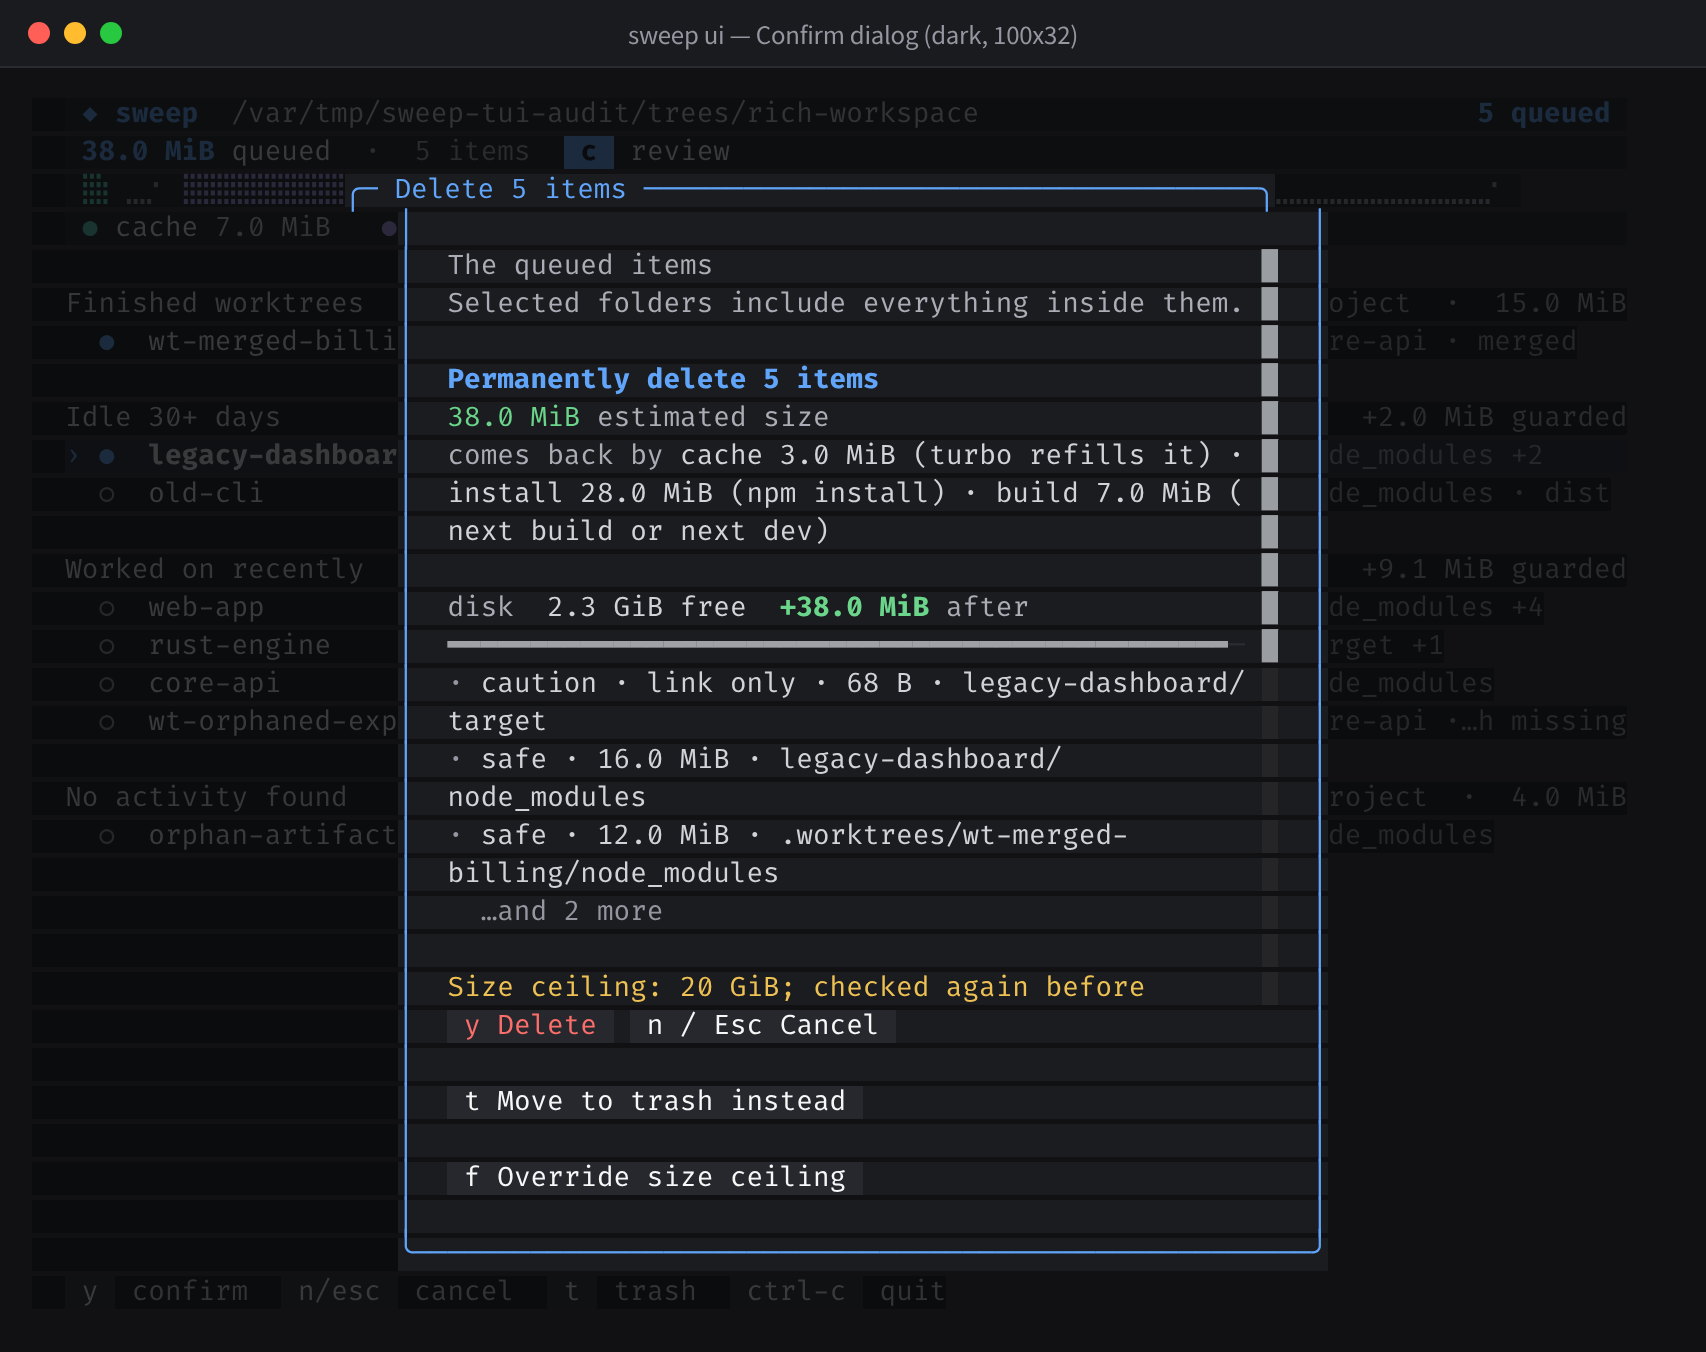 sweep ui — Confirm dialog (dark, 100x32)
◆ sweep /var/tmp/sweep-tui-audit/trees/rich-workspace 5 queued
38.0 MiB queued · 5 items c review
Delete 5 items
● cache 7.0 MiB ●
The queued items
Finished worktrees Selected folders include everything inside them. oject · 15.0 MiB
● wt-merged-billi re-api · merged
Permanently delete 5 items
Idle 30+ days 38.0 MiB estimated size +2.0 MiB guarded
› ● legacy-dashboar comes back by cache 3.0 MiB (turbo refills it) · de_modules +2
○ old-cli install 28.0 MiB (npm install) · build 7.0 MiB ( de_modules · dist
next build or next dev)
Worked on recently +9.1 MiB guarded
○ web-app disk 2.3 GiB free +38.0 MiB after de_modules +4
○ rust-engine rget +1
○ core-api · caution · link only · 68 B · legacy-dashboard/ de_modules
○ wt-orphaned-exp target re-api ·…h missing
· safe · 16.0 MiB · legacy-dashboard/
No activity found node_modules roject · 4.0 MiB
○ orphan-artifact · safe · 12.0 MiB · .worktrees/wt-merged- de_modules
billing/node_modules
…and 2 more
Size ceiling: 20 GiB; checked again before
y Delete n / Esc Cancel
t Move to trash instead
f Override size ceiling
y confirm n/esc cancel t trash ctrl-c quit